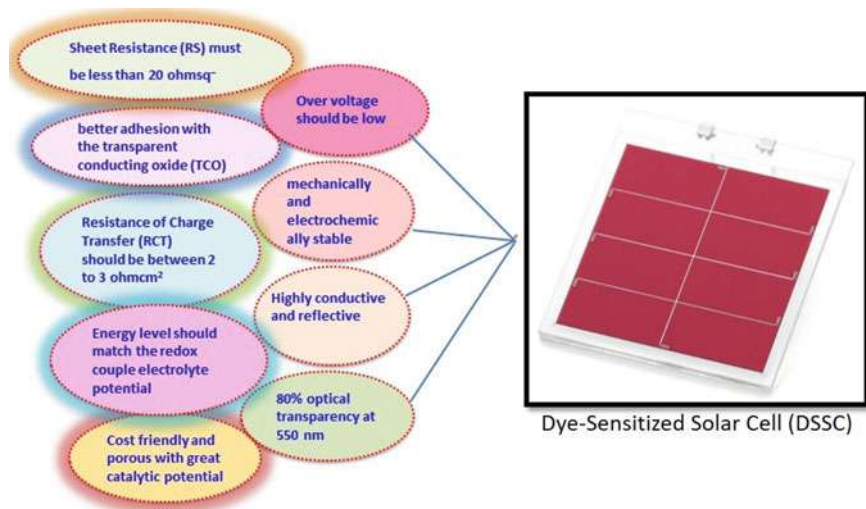 Sheet Resistance (RS) must
be less than 20 ohmsq⁻
better adhesion with
the transparent
conducting oxide (TCO)
Resistance of Charge
Transfer (RCT)
should be between 2
to 3 ohmcm²
Energy level should
match the redox
couple electrolyte
potential
Cost friendly and
porous with great
catalytic potential
Over voltage
should be low
mechanically
and
electrochemic
ally stable
Highly conductive
and reflective
80% optical
transparency at
550 nm
Dye-Sensitized Solar Cell (DSSC)